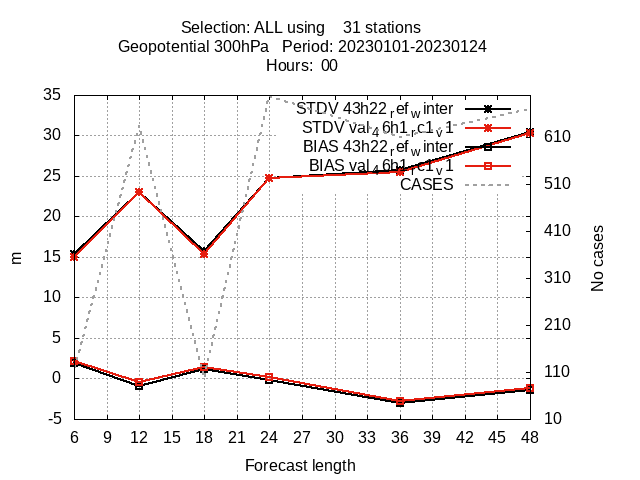 Selection: ALL using 31 stations
Geopotential 300hPa Period: 20230101-20230124
Hours: 00
STDV 43h22_ref_winter
STDV val_46h1_rc1_v1
BIAS 43h22_ref_winter
BIAS val_46h1_rc1_v1
CASES
35
30
25
20
15
10
5
0
-5
m
610
510
410
310
210
110
10
No cases
6 9 12 15 18 21 24 27 30 33 36 39 42 45 48
Forecast length